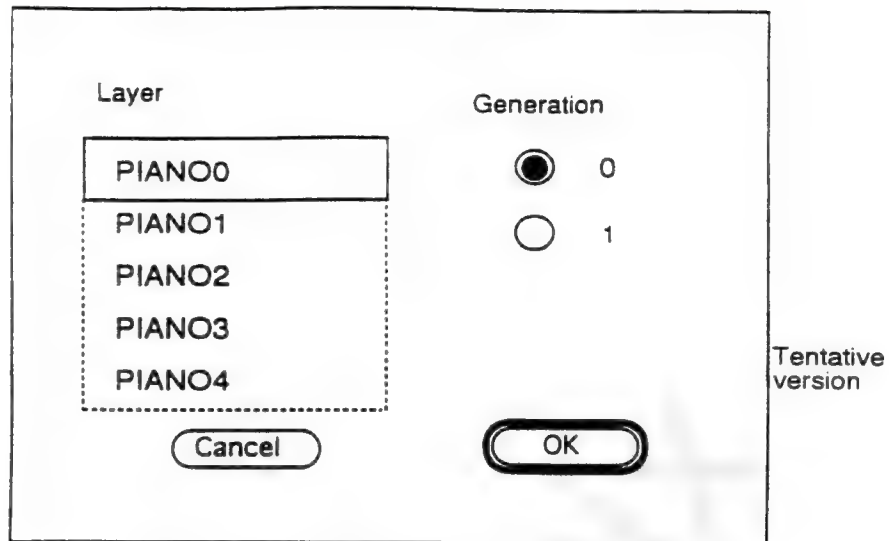 Layer
PIANO0
PIANO1
PIANO2
PIANO3
PIANO4
Cancel
Generation
0
1
OK
Tentative
version